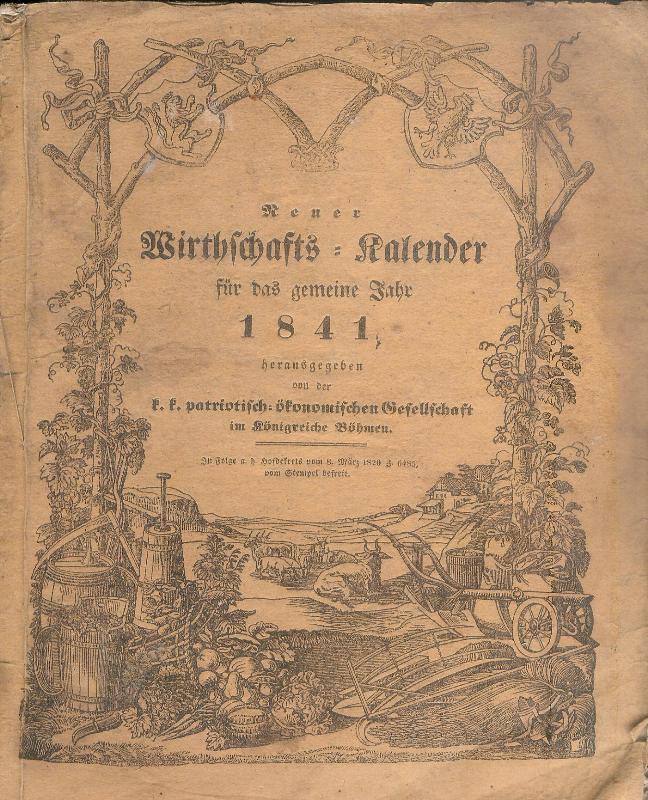 Neuer
Wirthschafts-Kalender
für das gemeine Jahr
1841,
herausgegeben
von der
k. k. patriotisch-ökonomischen Gesellschaft
im Königreiche Böhmen.
In Folge a. h. Hofdekrets vom 8. März 1820 Z. 6485,
vom Stempel befreit.